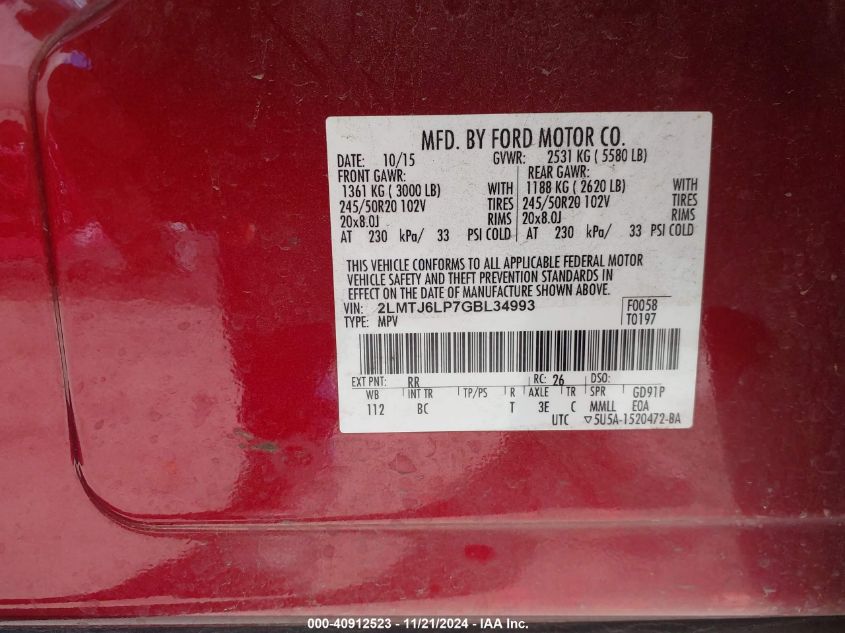 MFD. BY FORD MOTOR CO.
DATE: 10/15 GVWR: 2531 KG ( 5580 LB)
FRONT GAWR: REAR GAWR:
1361 KG ( 3000 LB) WITH 1188 KG ( 2620 LB) WITH
245/50R20 102V TIRES 245/50R20 102V TIRES
20x8.0J RIMS 20x8.0J RIMS
AT 230 kPa/ 33 PSI COLD AT 230 kPa/ 33 PSI COLD
THIS VEHICLE CONFORMS TO ALL APPLICABLE FEDERAL MOTOR
VEHICLE SAFETY AND THEFT PREVENTION STANDARDS IN
EFFECT ON THE DATE OF MANUFACTURE SHOWN ABOVE.
VIN: 2LMTJ6LP7GBL34993 F0058
TYPE: MPV T0197
EXT PNT: RR RC: 26 DSO:
WB INT TR TP/PS R AXLE TR SPR GD91P
112 BC T 3E C MMLL E0A
UTC ▽5U5A-1520472-BA
000-40912523 - 11/21/2024 - IAA Inc.